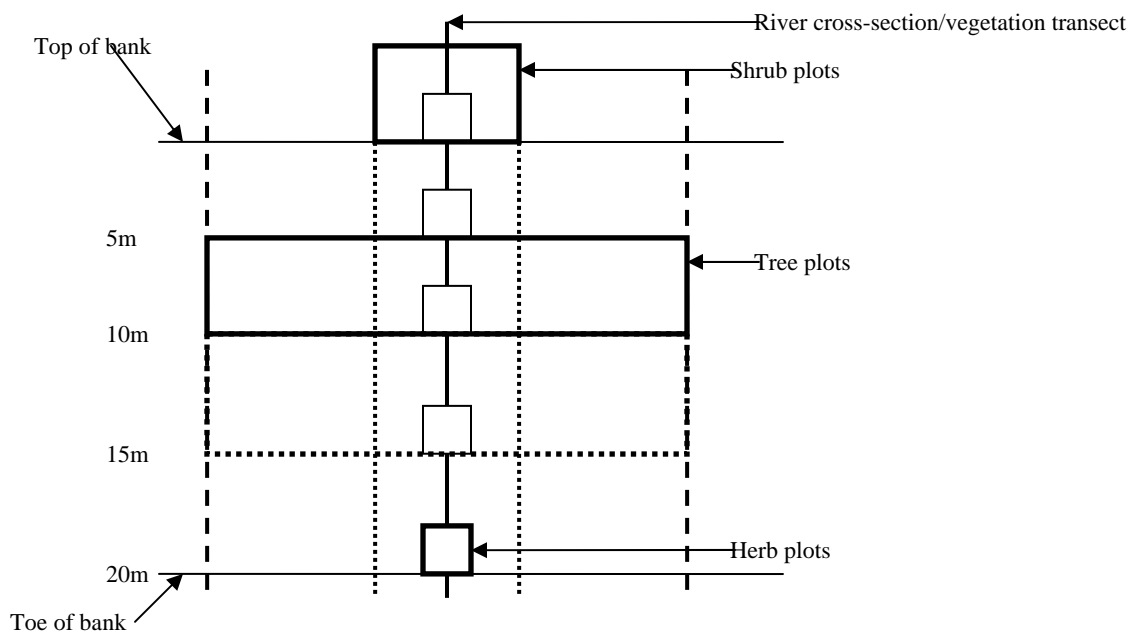 River cross-section/vegetation transect
Top of bank
Shrub plots
5m
Tree plots
10m
15m
Herb plots
20m
Toe of bank